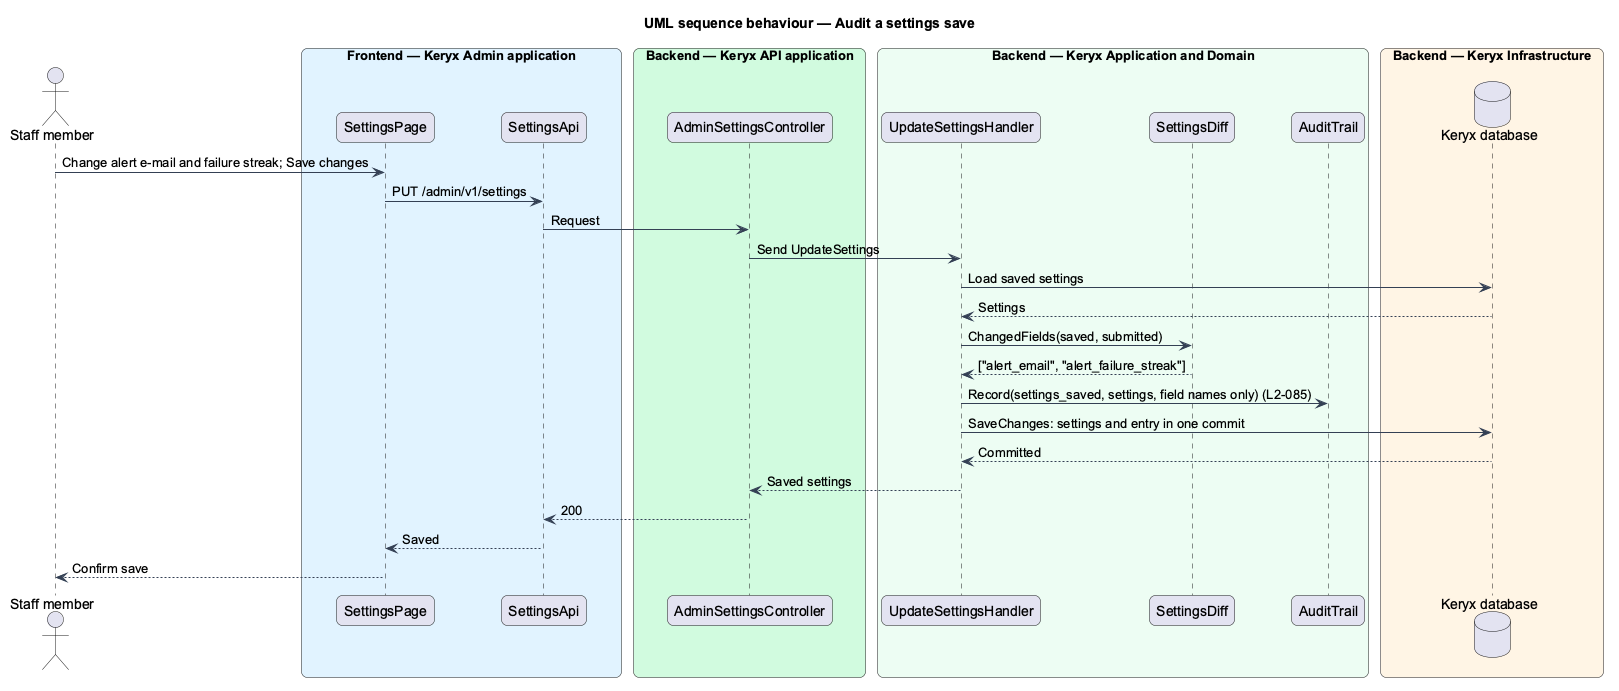 UML sequence behaviour — Audit a settings save
Frontend — Keryx Admin application
Backend — Keryx API application
Backend — Keryx Application and Domain
Backend — Keryx Infrastructure
Staff member
SettingsPage
SettingsApi
AdminSettingsController
UpdateSettingsHandler
SettingsDiff
AuditTrail
Keryx database
Change alert e-mail and failure streak; Save changes
PUT /admin/v1/settings
Request
Send UpdateSettings
Load saved settings
Settings
ChangedFields(saved, submitted)
["alert_email", "alert_failure_streak"]
Record(settings_saved, settings, field names only) (L2-085)
SaveChanges: settings and entry in one commit
Committed
Saved settings
200
Saved
Confirm save
Staff member
SettingsPage
SettingsApi
AdminSettingsController
UpdateSettingsHandler
SettingsDiff
AuditTrail
Keryx database